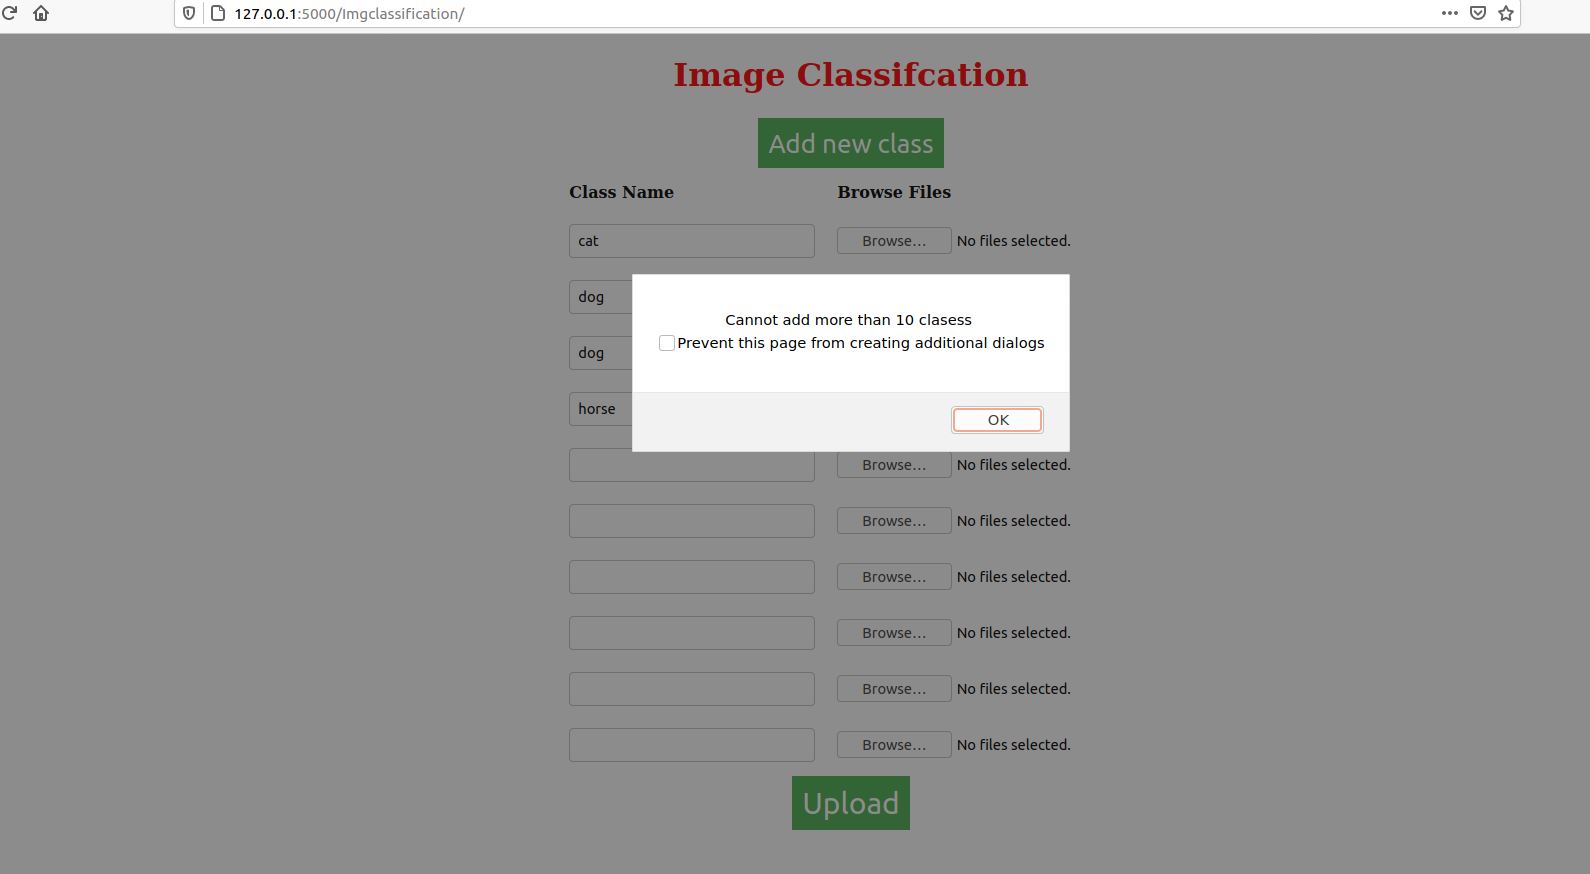 127.0.0.1:5000/Imgclassification/
Image Classifcation
Add new class
Class Name Browse Files
cat Browse... No files selected.
dog
dog
horse
Cannot add more than 10 clasess
Prevent this page from creating additional dialogs
OK
Browse... No files selected.
Browse... No files selected.
Browse... No files selected.
Browse... No files selected.
Browse... No files selected.
Browse... No files selected.
Upload